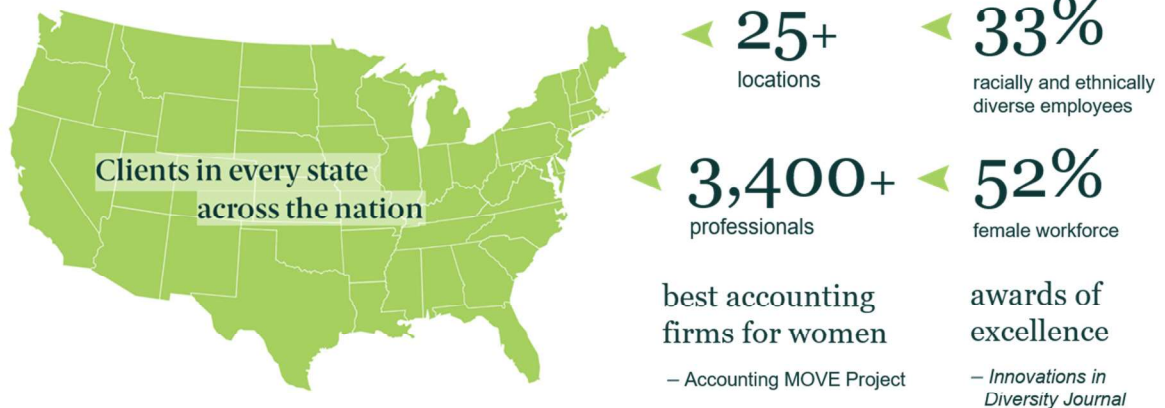 Clients in every state
across the nation
25+
locations
33%
racially and ethnically
diverse employees
3,400+
professionals
52%
female workforce
best accounting
firms for women
– Accounting MOVE Project
awards of
excellence
– Innovations in
Diversity Journal